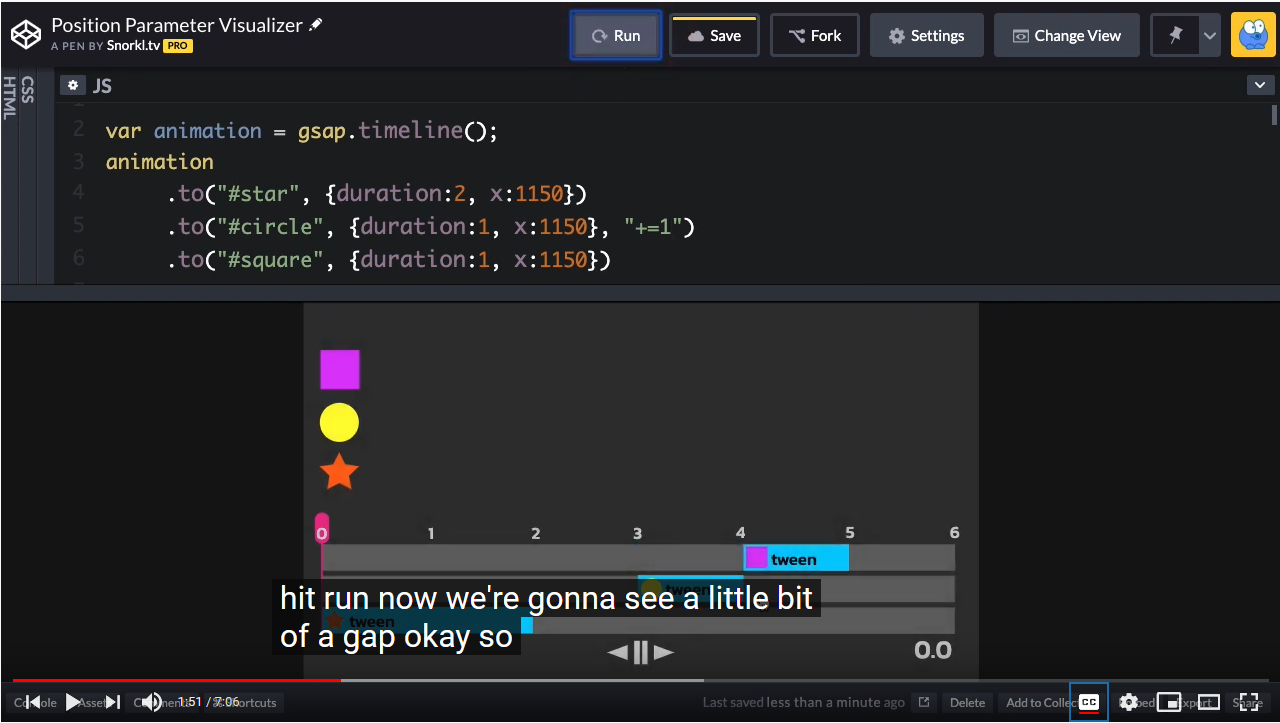 Position Parameter Visualizer
A PEN BY Snorkl.tv PRO
Run
Save
Fork
Settings
Change View
HTML
CSS
JS
1
2 var animation = gsap.timeline();
3 animation
4 .to("#star", {duration:2, x:1150})
5 .to("#circle", {duration:1, x:1150}, "+=1")
6 .to("#square", {duration:1, x:1150})
0 1 2 3 4 5 6
tween
tween
tween
hit run now we're gonna see a little bit
of a gap okay so
0.0
Console
Assets
Comments
Shortcuts
1:51 / 7:06
Last saved less than a minute ago
Delete
Add to Collec
CC
Export
Share